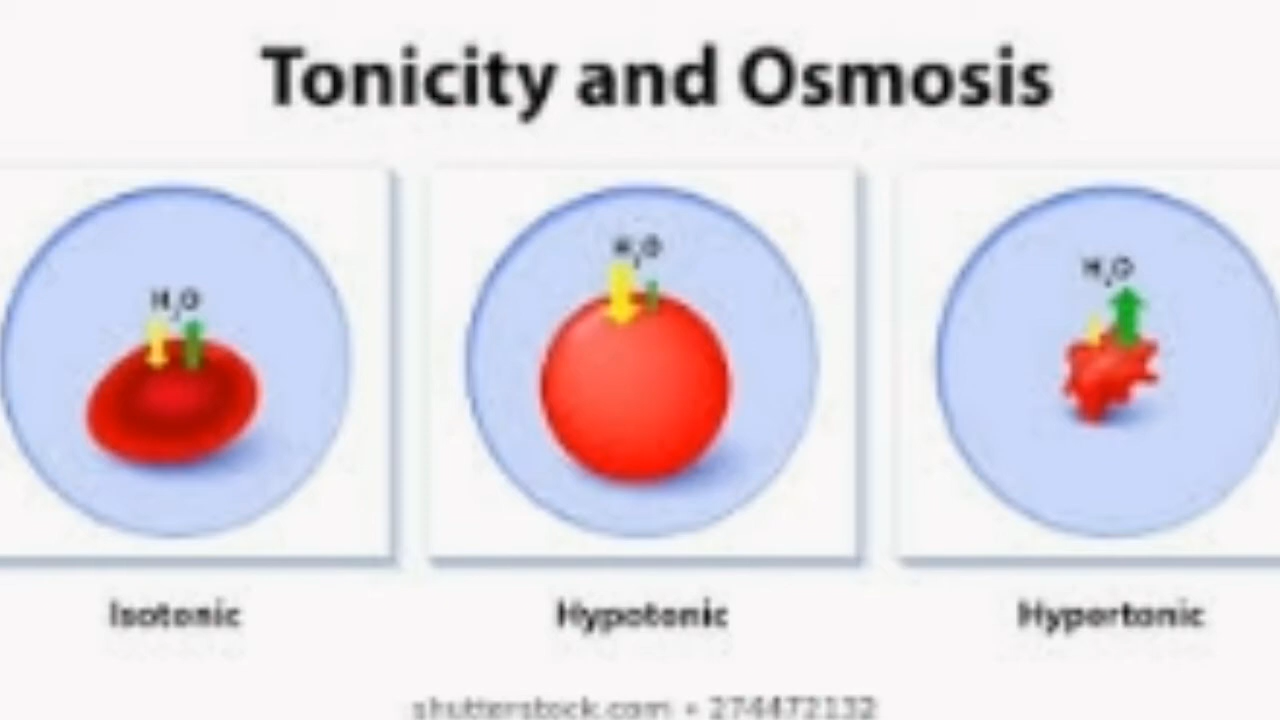 Tonicity and Osmosis
H₂O
H₂O
H₂O
Isotonic
Hypotonic
Hypertonic
shutterstock.com • 274472132